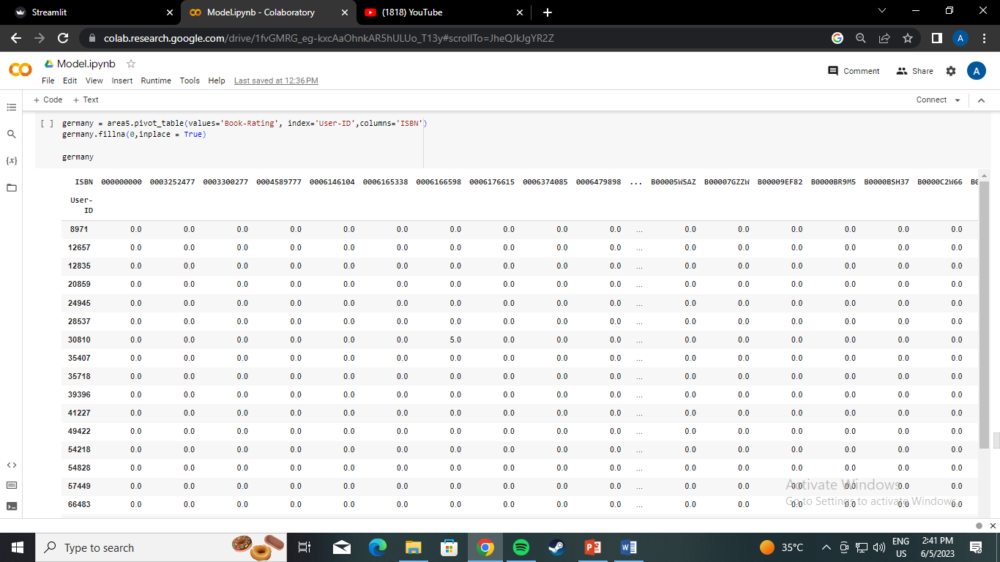 Streamlit
Model.ipynb - Colaboratory
(1818) YouTube
colab.research.google.com/drive/1fvGMRG_eg-kxcAaOhnkAR5hULUo_T13y#scrollTo=JheQJkJgYR2Z
A
Model.ipynb
File Edit View Insert Runtime Tools Help Last saved at 12:36 PM
Comment Share A
+ Code + Text
Connect
[ ] germany = area5.pivot_table(values='Book-Rating', index='User-ID',columns='ISBN')
germany.fillna(0,inplace = True)
germany
ISBN 000000000 0003252477 0003300277 0004589777 0006146104 0006165338 0006166598 0006176615 0006374085 0006479898 ... B00005WSAZ B00007GZZW B00009EF82 B0000BR9M5 B0000BSH37 B0000C2W66
User-
ID
8971 0.0 0.0 0.0 0.0 0.0 0.0 0.0 0.0 0.0 0.0 ... 0.0 0.0 0.0 0.0 0.0 0.0
12657 0.0 0.0 0.0 0.0 0.0 0.0 0.0 0.0 0.0 0.0 ... 0.0 0.0 0.0 0.0 0.0 0.0
12835 0.0 0.0 0.0 0.0 0.0 0.0 0.0 0.0 0.0 0.0 ... 0.0 0.0 0.0 0.0 0.0 0.0
20859 0.0 0.0 0.0 0.0 0.0 0.0 0.0 0.0 0.0 0.0 ... 0.0 0.0 0.0 0.0 0.0 0.0
24945 0.0 0.0 0.0 0.0 0.0 0.0 0.0 0.0 0.0 0.0 ... 0.0 0.0 0.0 0.0 0.0 0.0
28537 0.0 0.0 0.0 0.0 0.0 0.0 0.0 0.0 0.0 0.0 ... 0.0 0.0 0.0 0.0 0.0 0.0
30810 0.0 0.0 0.0 0.0 0.0 0.0 5.0 0.0 0.0 0.0 ... 0.0 0.0 0.0 0.0 0.0 0.0
35407 0.0 0.0 0.0 0.0 0.0 0.0 0.0 0.0 0.0 0.0 ... 0.0 0.0 0.0 0.0 0.0 0.0
35718 0.0 0.0 0.0 0.0 0.0 0.0 0.0 0.0 0.0 0.0 ... 0.0 0.0 0.0 0.0 0.0 0.0
39396 0.0 0.0 0.0 0.0 0.0 0.0 0.0 0.0 0.0 0.0 ... 0.0 0.0 0.0 0.0 0.0 0.0
41227 0.0 0.0 0.0 0.0 0.0 0.0 0.0 0.0 0.0 0.0 ... 0.0 0.0 0.0 0.0 0.0 0.0
49422 0.0 0.0 0.0 0.0 0.0 0.0 0.0 0.0 0.0 0.0 ... 0.0 0.0 0.0 0.0 0.0 0.0
54218 0.0 0.0 0.0 0.0 0.0 0.0 0.0 0.0 0.0 0.0 ... 0.0 0.0 0.0 0.0 0.0 0.0
54828 0.0 0.0 0.0 0.0 0.0 0.0 0.0 0.0 0.0 0.0 ... 0.0 0.0 0.0 0.0 0.0 0.0
57449 0.0 0.0 0.0 0.0 0.0 0.0 0.0 0.0 0.0 0.0 ... 0.0 0.0 0.0 0.0 0.0 0.0
66483 0.0 0.0 0.0 0.0 0.0 0.0 0.0 0.0 0.0 0.0 ... 0.0 0.0 0.0 0.0 0.0 0.0
Activate Windows
Go to Settings to activate Windows.
Type to search
35°C
ENG
US
2:41 PM
6/5/2023